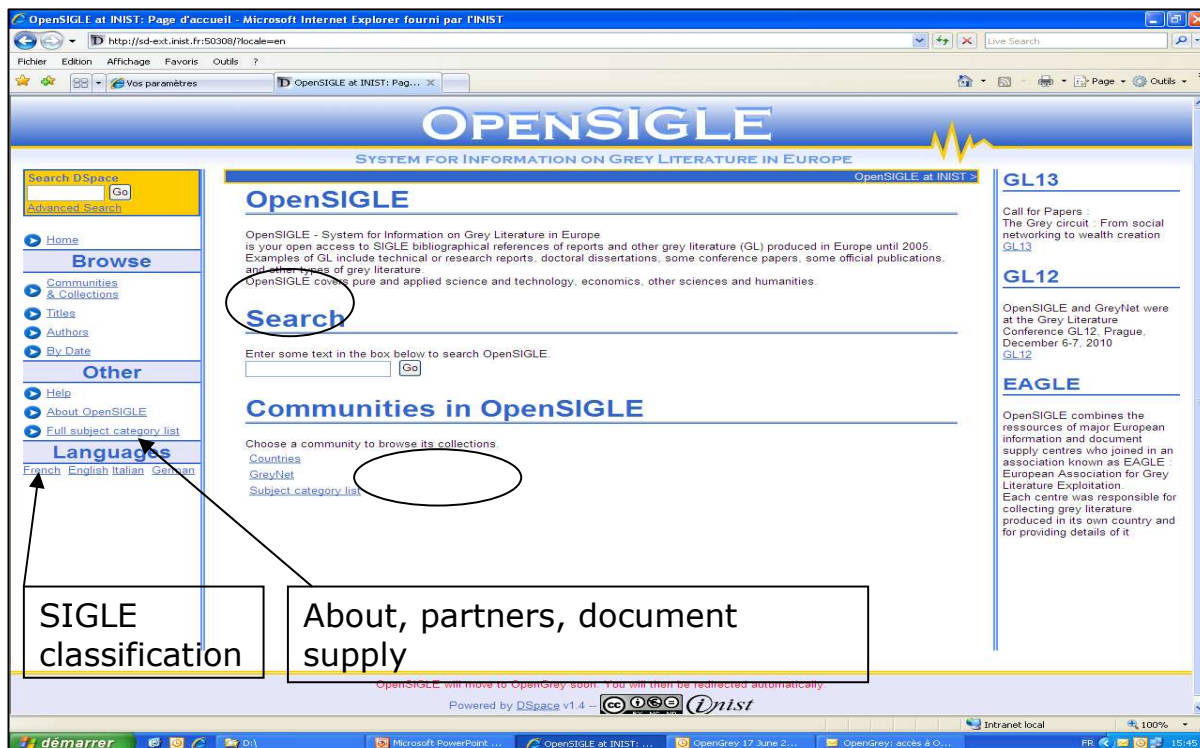 OpenSIGLE at INIST: Page d'accueil - Microsoft Internet Explorer fourni par l'INIST
http://sd-ext.inist.fr:50308/?locale=en
Live Search
Fichier Edition Affichage Favoris Outils ?
Vos paramètres
OpenSIGLE at INIST: Pag...
Page
Outils
OPENSIGLE
SYSTEM FOR INFORMATION ON GREY LITERATURE IN EUROPE
OpenSIGLE at INIST >
Search DSpace
Go
Advanced Search
Home
Browse
Communities
& Collections
Titles
Authors
By Date
Other
Help
About OpenSIGLE
Full subject category list
Languages
French English Italian German
OpenSIGLE
OpenSIGLE - System for Information on Grey Literature in Europe
is your open access to SIGLE bibliographical references of reports and other grey literature (GL) produced in Europe until 2005.
Examples of GL include technical or research reports, doctoral dissertations, some conference papers, some official publications,
and other types of grey literature.
OpenSIGLE covers pure and applied science and technology, economics, other sciences and humanities.
Search
Enter some text in the box below to search OpenSIGLE.
Go
Communities in OpenSIGLE
Choose a community to browse its collections.
Countries
GreyNet
Subject category list
GL13
Call for Papers :
The Grey circuit : From social
networking to wealth creation
GL13
GL12
OpenSIGLE and GreyNet were
at the Grey Literature
Conference GL12, Prague,
December 6-7, 2010
GL12
EAGLE
OpenSIGLE combines the
ressources of major European
information and document
supply centres who joined in an
association known as EAGLE :
European Association for Grey
Literature Exploitation.
Each centre was responsible for
collecting grey literature
produced in its own country and
for providing details of it
SIGLE
classification
About, partners, document
supply
OpenSIGLE will move to OpenGrey soon. You will then be redirected automatically.
Powered by DSpace v1.4 –
cc
inist
Intranet local
100%
démarrer
D:\
Microsoft PowerPoint ...
OpenSIGLE at INIST: ...
OpenGrey 17 June 2...
OpenGrey: accès à O...
FR
15:45